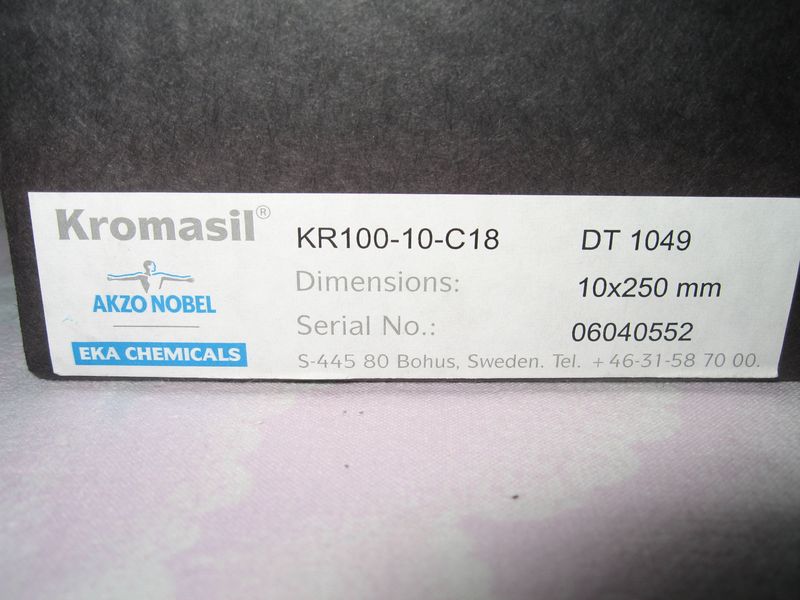 Kromasil®
AKZO NOBEL
EKA CHEMICALS
KR100-10-C18 DT 1049
Dimensions: 10x250 mm
Serial No.: 06040552
S-445 80 Bohus, Sweden. Tel. +46-31-58 70 00.